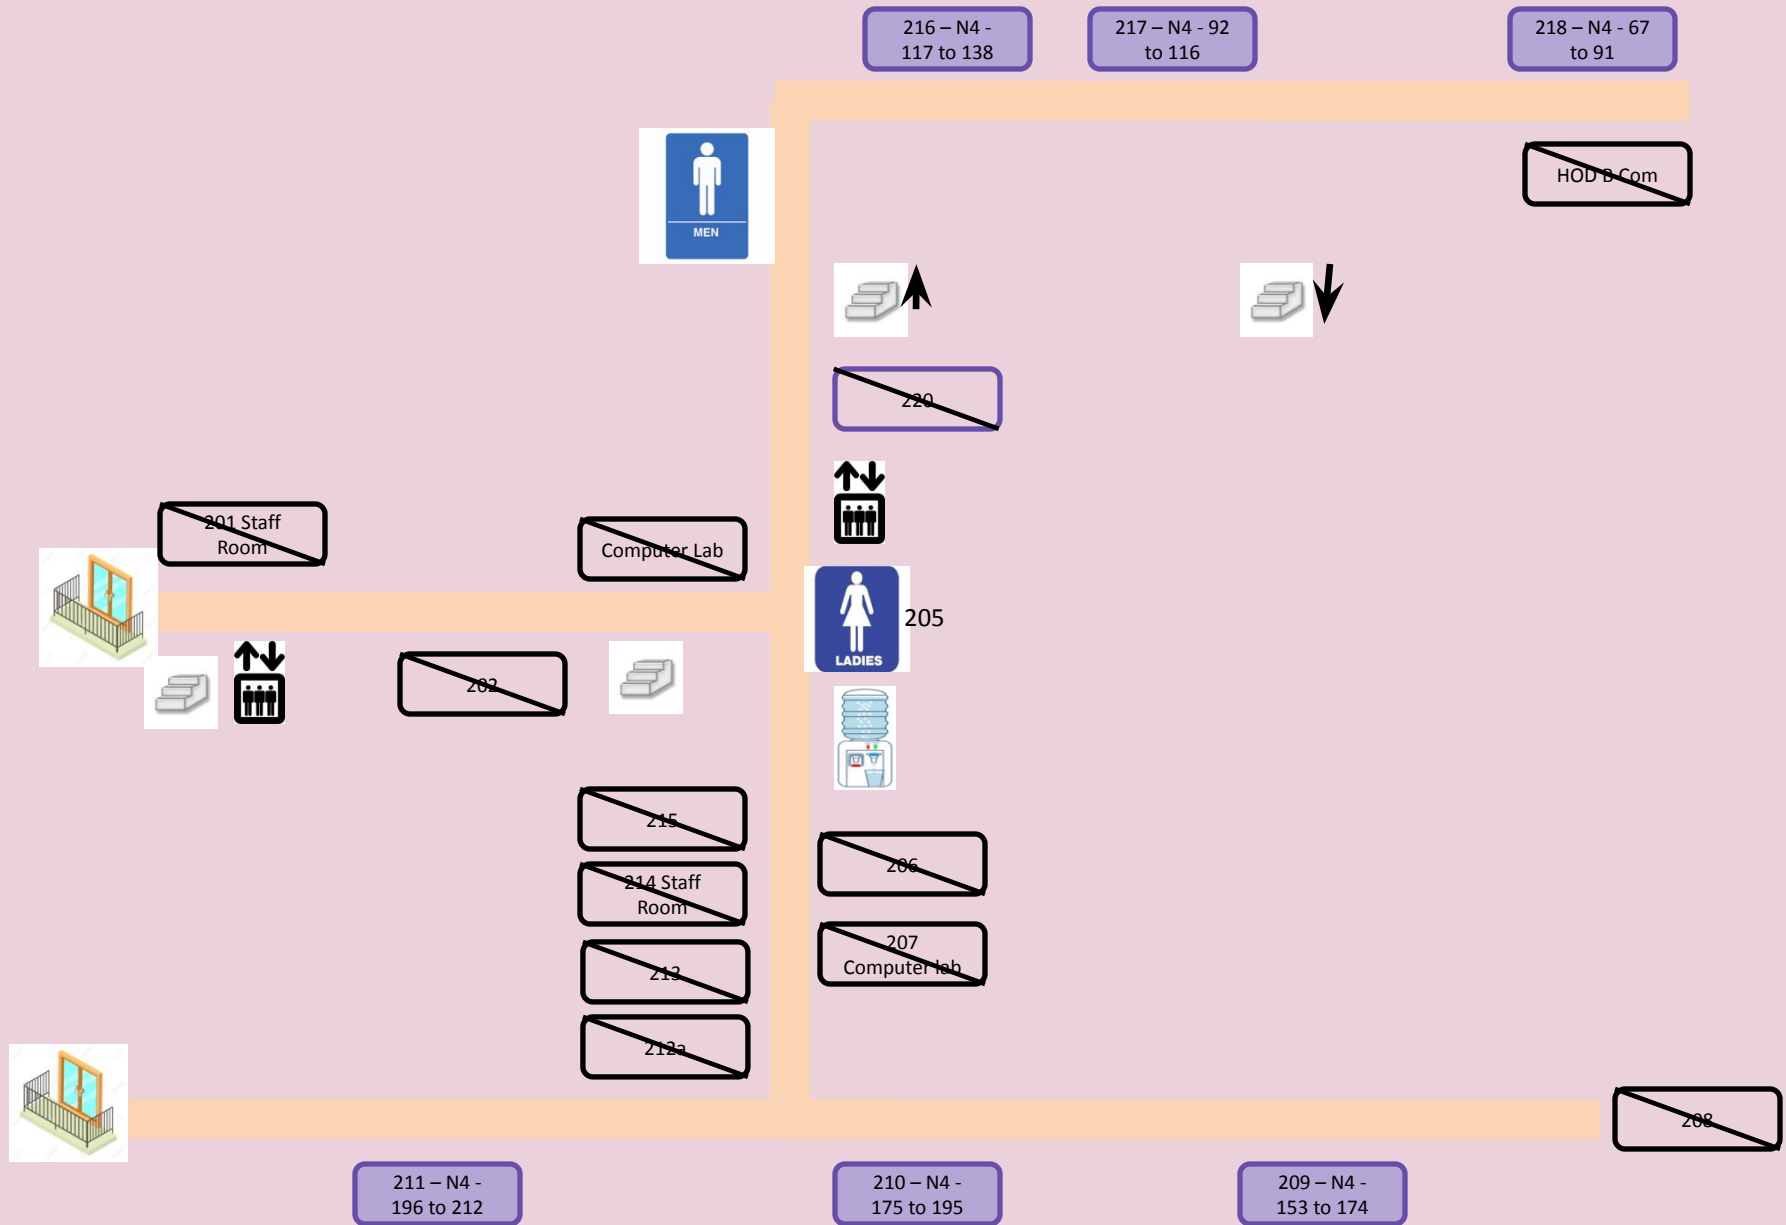 216 – N4 -
117 to 138
217 – N4 - 92
to 116
218 – N4 - 67
to 91
MEN
HOD B Com
220
201 Staff
Room
Computer Lab
205
LADIES
202
215
214 Staff
Room
206
213
207
Computer lab
212a
208
211 – N4 -
196 to 212
210 – N4 -
175 to 195
209 – N4 -
153 to 174